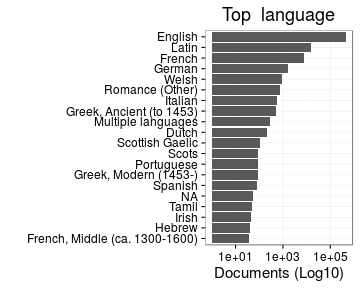 Top language
English
Latin
French
German
Welsh
Romance (Other)
Italian
Greek, Ancient (to 1453)
Multiple languages
Dutch
Scottish Gaelic
Scots
Portuguese
Greek, Modern (1453-)
Spanish
NA
Tamil
Irish
Hebrew
French, Middle (ca. 1300-1600)
1e+01 1e+03 1e+05
Documents (Log10)